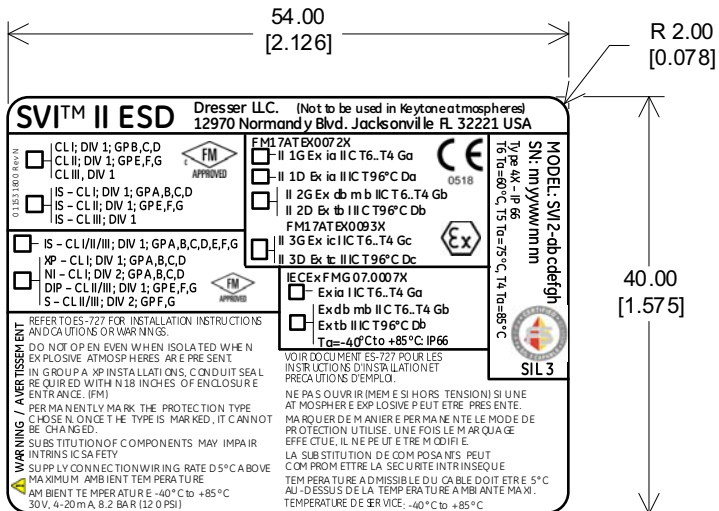 54.00
[2.126]
R 2.00
[0.078]
40.00
[1.575]
SVI™ II ESD
Dresser LLC. (Not to be used in Keytone atmospheres)
12970 Normandy Blvd. Jacksonville FL 32221 USA
011531800 Rev N
CL I; DIV 1; GPB,C,D
CL II; DIV 1; GPE,F,G
CL III, DIV 1
FM
APPROVED
IS – CL I; DIV 1; GPA,B,C,D
IS – CL II; DIV 1; GPE,F,G
IS – CL III; DIV 1
FM17ATEX0072X
II 1G Ex ia IIC T6..T4 Ga
II 1D Ex ia IIIC T96°C Da
II 2G Ex db mb IIC T6..T4 Gb
II 2D Ex tb IIIC T96°C Db
FM17ATEX0093X
II 3G Ex ic IIC T6..T4 Gc
II 3D Ex tc IIIC T96°C Dc
CE
0518
Ex
MODEL: SVI2-abcdefgh
SN: nnyywwnnnn
Type 4X – IP 66
T6 Ta=60°C, T5 Ta=75°C, T4 Ta=85°C
SIL 3
IS – CL I/II/III; DIV 1; GPA,B,C,D,E,F,G
XP – CL I; DIV 1; GPA,B,C,D
NI – CL I; DIV 2; GPA,B,C,D
DIP – CL II/III; DIV 1; GPE,F,G
S – CL II/III; DIV 2; GPF,G
FM
APPROVED
IECEx FMG 07.0007X
Ex ia IIC T6..T4 Ga
Ex db mb IIC T6..T4 Gb
Ex tb IIIC T96°C Db
Ta=-40°C to +85°C; IP66
WARNING / AVERTISSEMENT
REFER TO ES-727 FOR INSTALLATION INSTRUCTIONS
AND CAUTIONS OR WARNINGS.
DO NOT OPEN EVEN WHEN ISOLATED WHEN
EXPLOSIVE ATMOSPHERES ARE PRESENT.
IN GROUP A XP INSTALLATIONS, CONDUIT SEAL
REQUIRED WITHIN 18 INCHES OF ENCLOSURE
ENTRANCE. (FM)
PERMANENTLY MARK THE PROTECTION TYPE
CHOSEN. ONCE THE TYPE IS MARKED, IT CANNOT
BE CHANGED.
SUBSTITUTION OF COMPONENTS MAY IMPAIR
INTRINSIC SAFETY
SUPPLY CONNECTION WIRING RATED 5°C ABOVE
MAXIMUM AMBIENT TEMPERATURE
AMBIENT TEMPERATURE -40°C to +85°C
30V, 4-20mA, 8.2 BAR (120 PSI)
VOIR DOCUMENT ES-727 POUR LES
INSTRUCTIONS D'INSTALLATION ET
PRECAUTIONS D'EMPLOI.
NE PAS OUVRIR (MEME SI HORS TENSION) SI UNE
ATMOSPHERE EXPLOSIVE PEUT ETRE PRESENTE.
MARQUER DE MANIERE PERMANENTE LE MODE DE
PROTECTION UTILISE. UNE FOIS LE MARQUAGE
EFFECTUE, IL NE PEUT ETRE MODIFIE.
LA SUBSTITUTION DE COMPOSANTS PEUT
COMPROMETTRE LA SECURITE INTRINSEQUE
TEMPERATURE ADMISSIBLE DU CABLE DOIT ETRE 5°C
AU-DESSUS DE LA TEMPERATURE AMBIANTE MAXI.
TEMPERATURE DE SERVICE: -40°C to +85°C